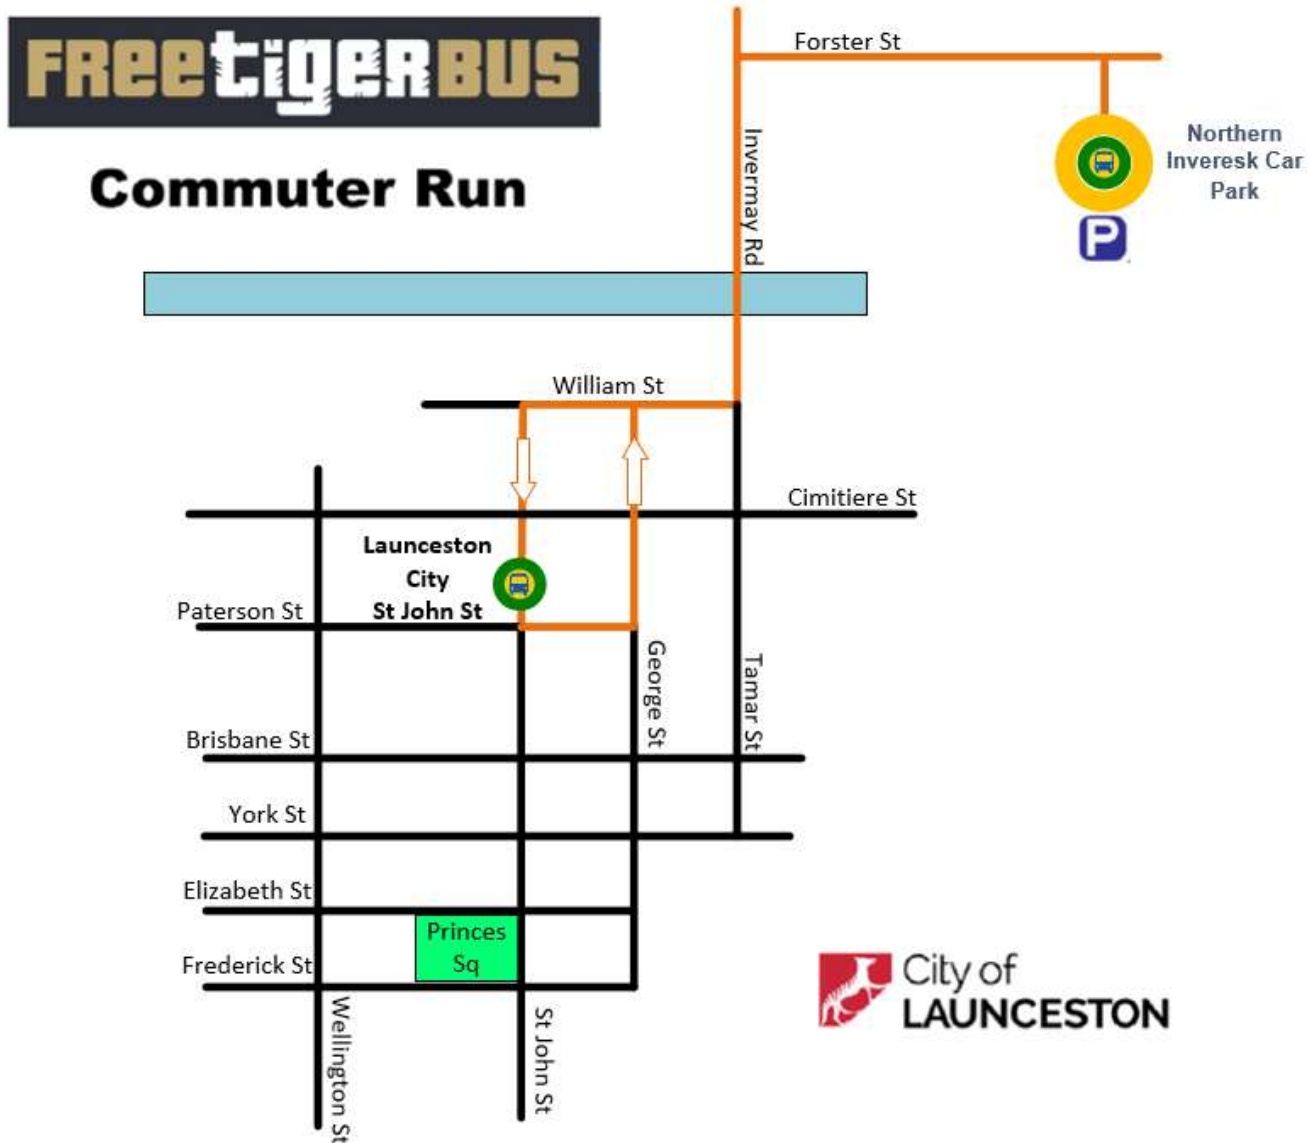 FReetigeRBUS
Commuter Run
Forster St
Invermay Rd
Northern
Inveresk Car
Park
P
William St
Cimitiere St
Launceston
City
St John St
Paterson St
George St
Tamar St
Brisbane St
York St
Elizabeth St
Princes
Sq
Frederick St
Wellington St
St John St
City of
LAUNCESTON